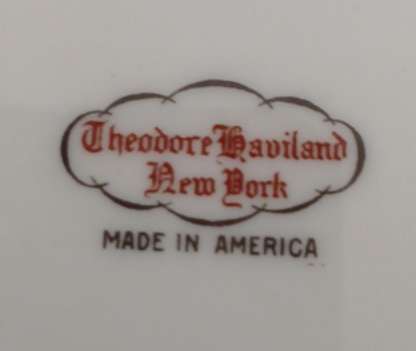 Theodore Haviland
New York
MADE IN AMERICA